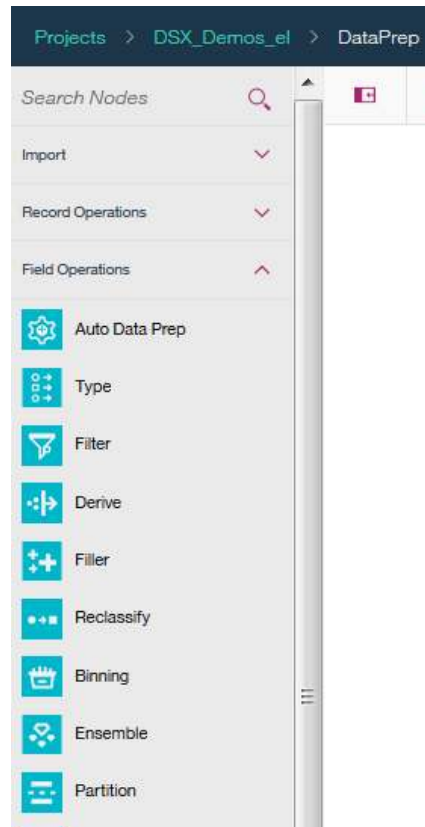 Projects > DSX_Demos_el > DataPrep
Search Nodes
Import
Record Operations
Field Operations
Auto Data Prep
Type
Filter
Derive
Filler
Reclassify
Binning
Ensemble
Partition